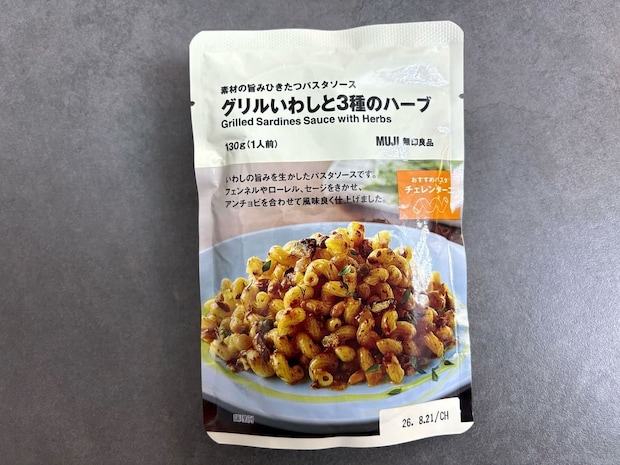 素材の旨みひきたつパスタソース
グリルいわしと3種のハーブ
Grilled Sardines Sauce with Herbs
130g(1人前)
MUJI 無印良品
いわしの旨みを生かしたパスタソースです。
フェンネルやローレル、セージをきかせ、
アンチョビを合わせて風味良く仕上げました。
おすすめパスタ
チェレンターニ
26. 8.21/CH